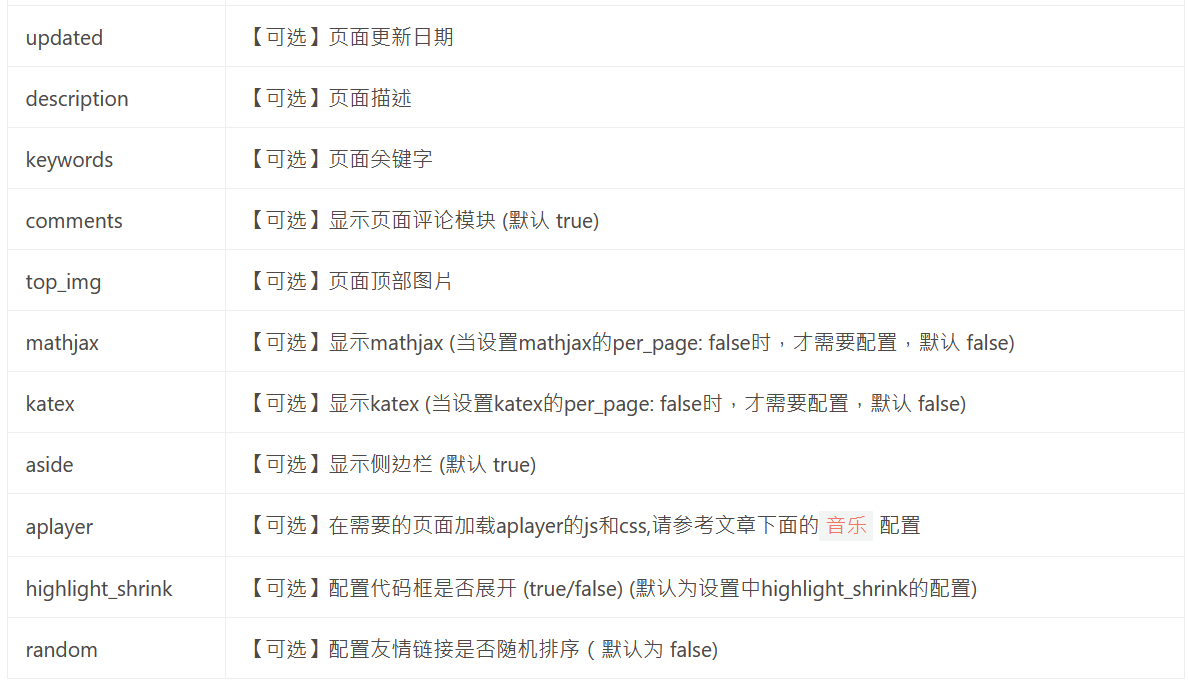 updated 【可选】页面更新日期
description 【可选】页面描述
keywords 【可选】页面关键字
comments 【可选】显示页面评论模块 (默认 true)
top_img 【可选】页面顶部图片
mathjax 【可选】显示mathjax (当设置mathjax的per_page: false时，才需要配置，默认 false)
katex 【可选】显示katex (当设置katex的per_page: false时，才需要配置，默认 false)
aside 【可选】显示侧边栏 (默认 true)
aplayer 【可选】在需要的页面加载aplayer的js和css,请参考文章下面的 音乐 配置
highlight_shrink 【可选】配置代码框是否展开 (true/false) (默认为设置中highlight_shrink的配置)
random 【可选】配置友情链接是否随机排序（默认为 false)